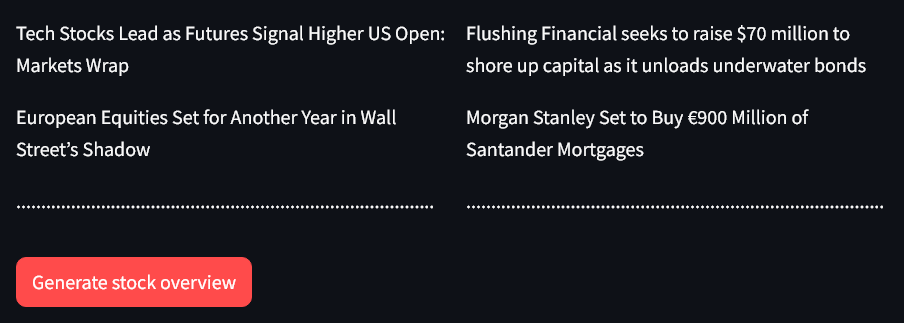 Tech Stocks Lead as Futures Signal Higher US Open:
Markets Wrap
European Equities Set for Another Year in Wall
Street’s Shadow
Flushing Financial seeks to raise $70 million to
shore up capital as it unloads underwater bonds
Morgan Stanley Set to Buy €900 Million of
Santander Mortgages
Generate stock overview